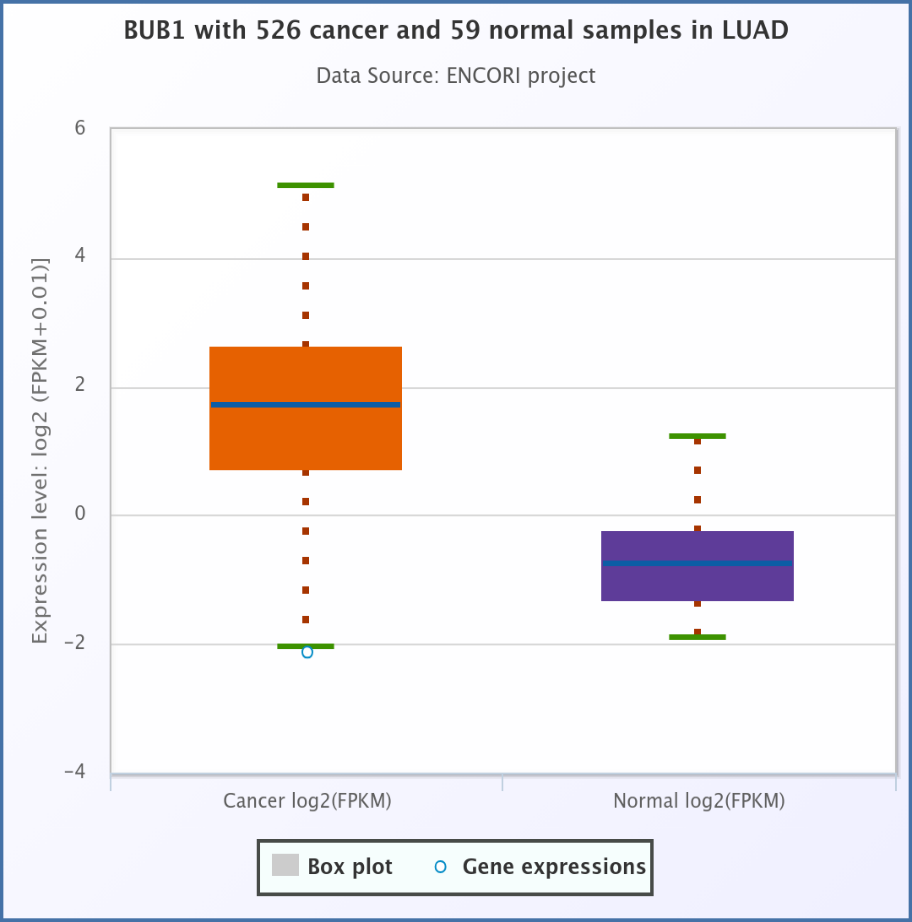 BUB1 with 526 cancer and 59 normal samples in LUAD
Data Source: ENCORI project
Expression level: log2 (FPKM+0.01)]
6
4
2
0
−2
−4
Cancer log2(FPKM)
Normal log2(FPKM)
Box plot
Gene expressions